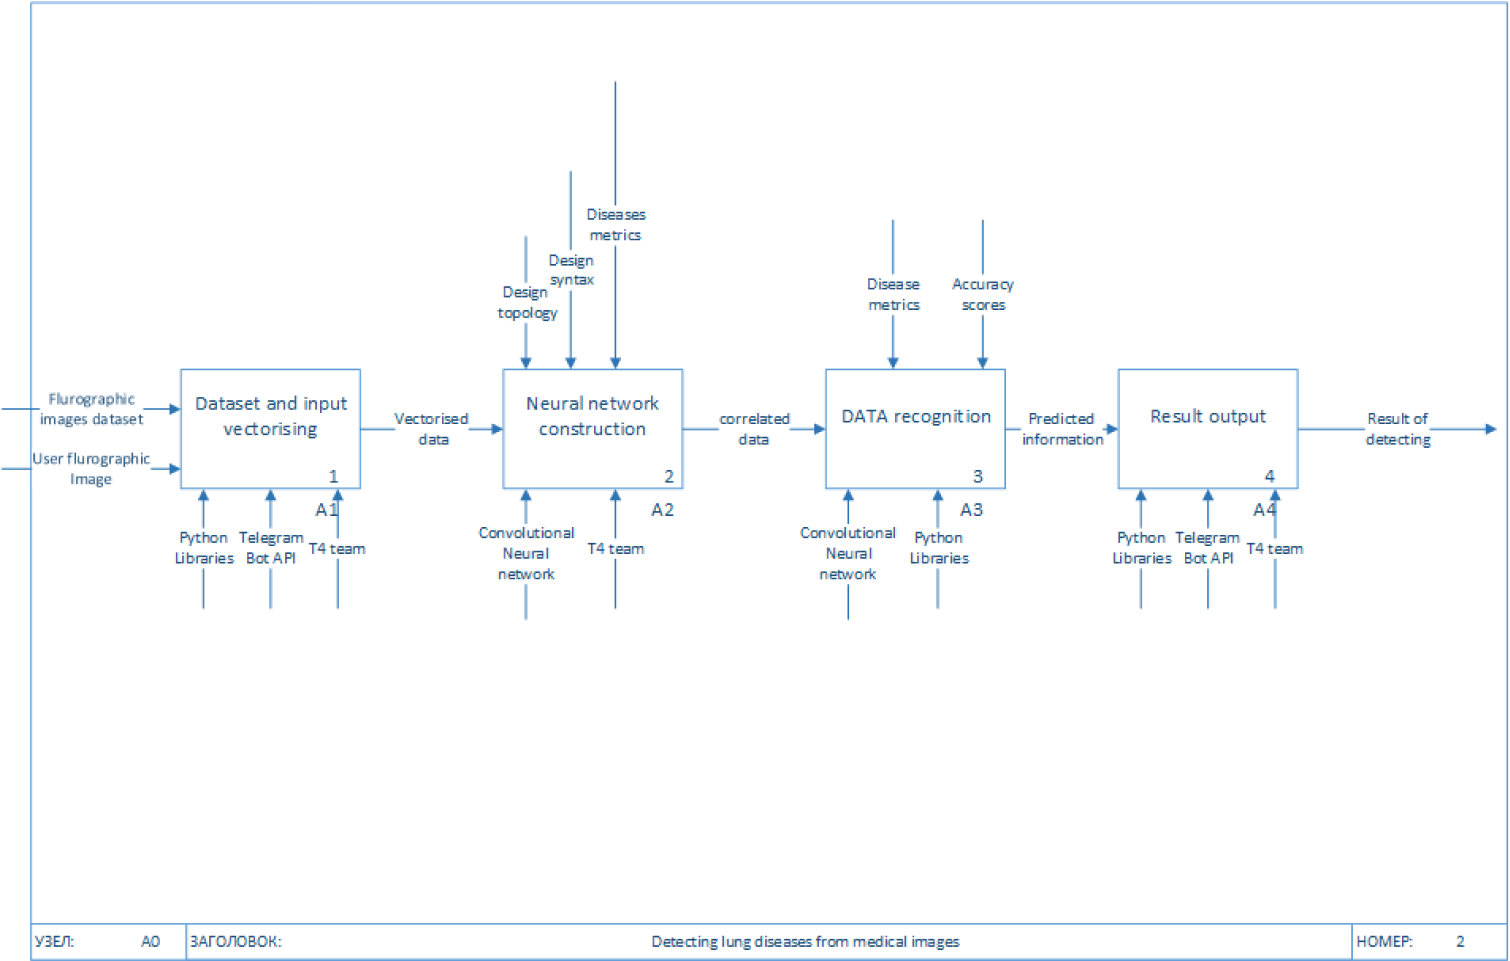 Diseases
metrics
Design
syntax
Design
topology
Disease
metrics
Accuracy
scores
Flurographic
images dataset
User flurographic
Image
Dataset and input
vectorising
1
A1
Vectorised
data
Neural network
construction
2
A2
correlated
data
DATA recognition
3
A3
Predicted
information
Result output
4
A4
Result of
detecting
Python
Libraries
Telegram
Bot API
T4 team
Convolutional
Neural
network
T4 team
Convolutional
Neural
network
Python
Libraries
Python
Libraries
Telegram
Bot API
T4 team
УЗЕЛ: A0
ЗАГОЛОВОК: Detecting lung diseases from medical images
НОМЕР: 2